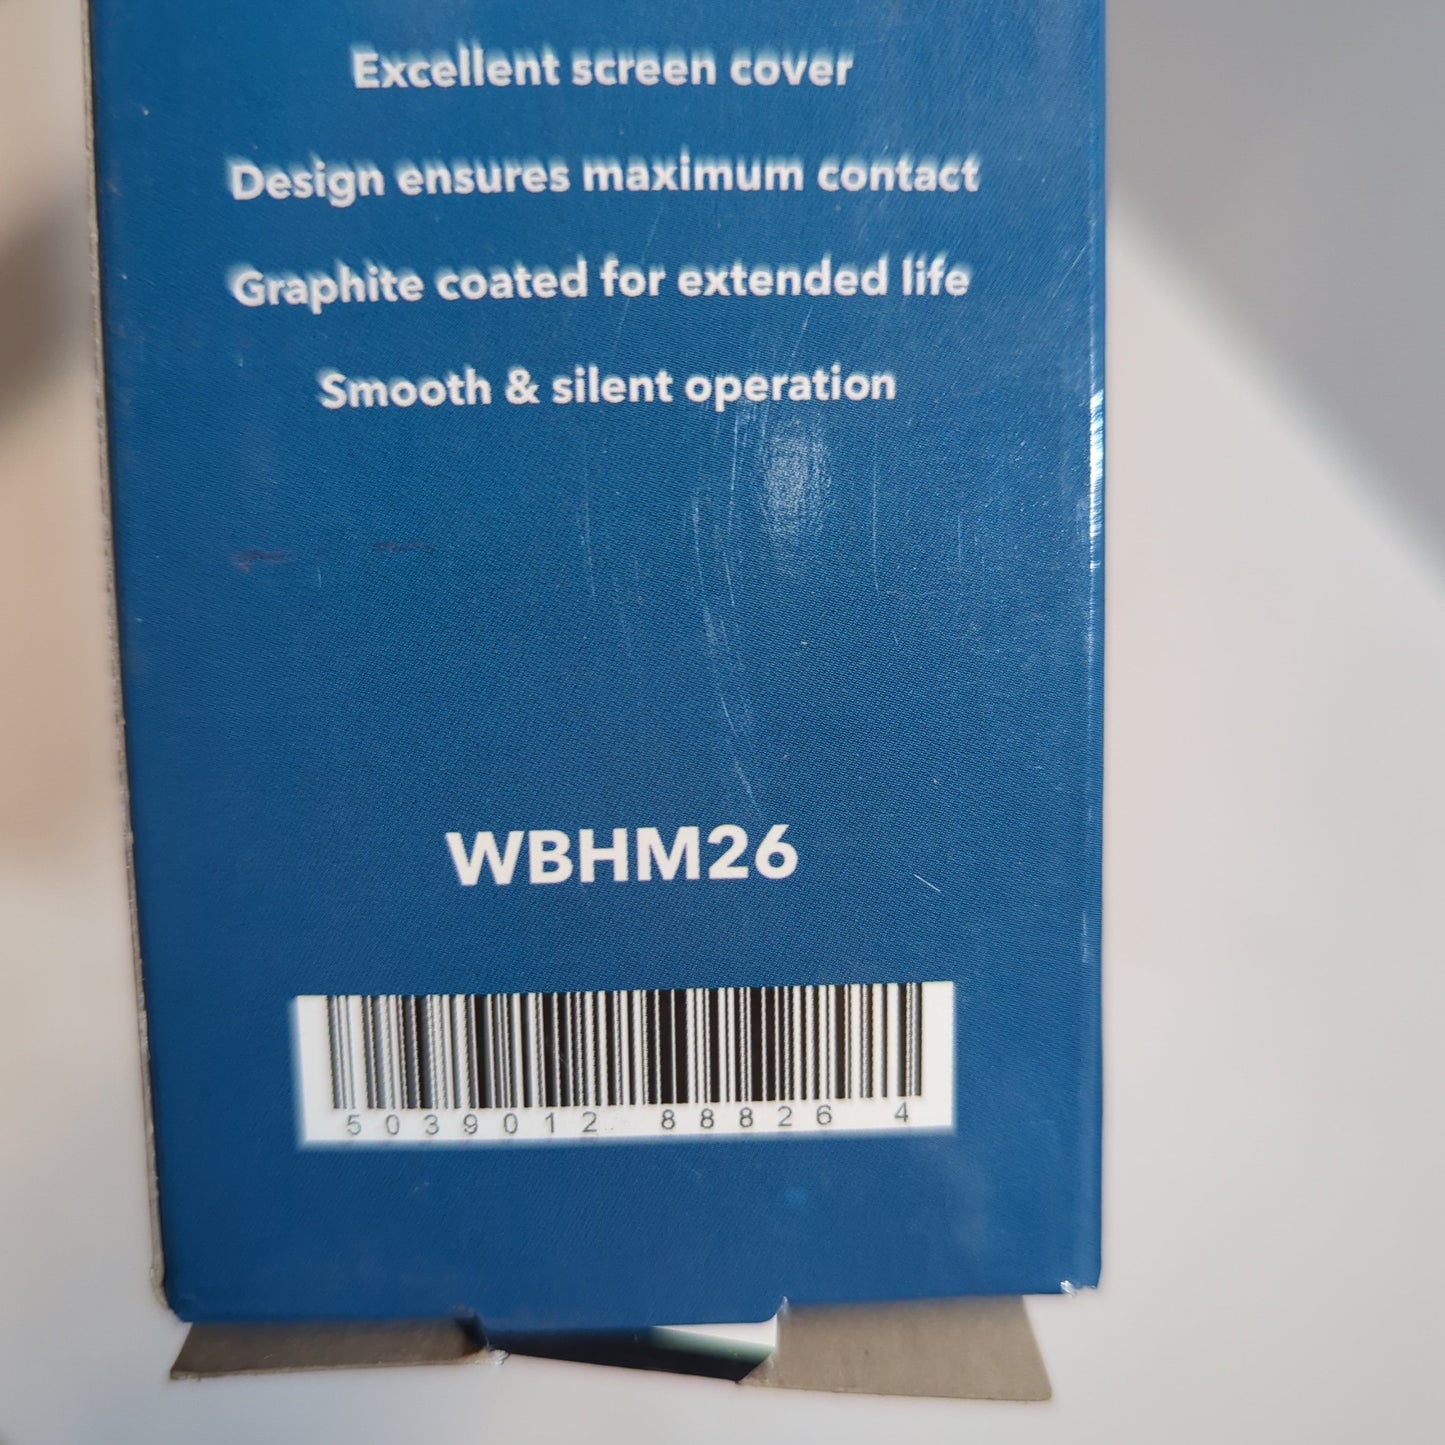 Excellent screen cover
Design ensures maximum contact
Graphite coated for extended life
Smooth & silent operation
WBHM26
5039012 88826 4